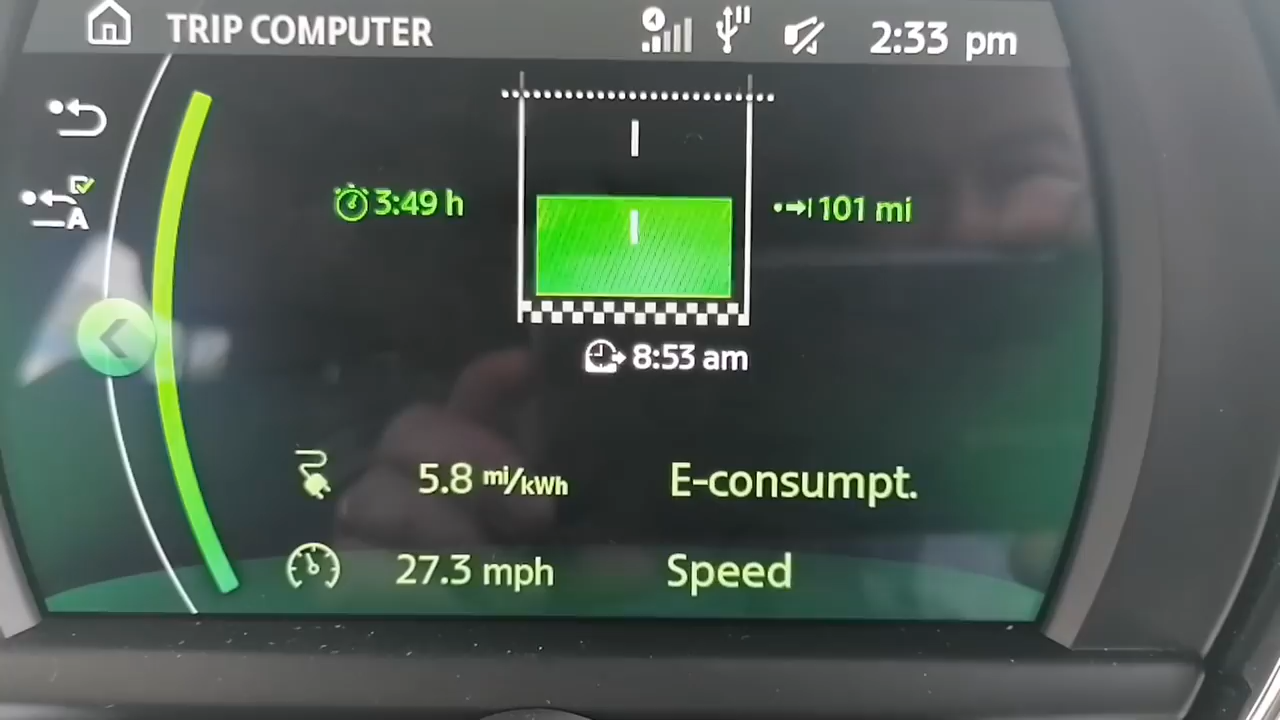 TRIP COMPUTER 4 2:33 pm
A
3:49 h 101 mi
8:53 am
5.8 mi/kWh E-consumpt.
27.3 mph Speed